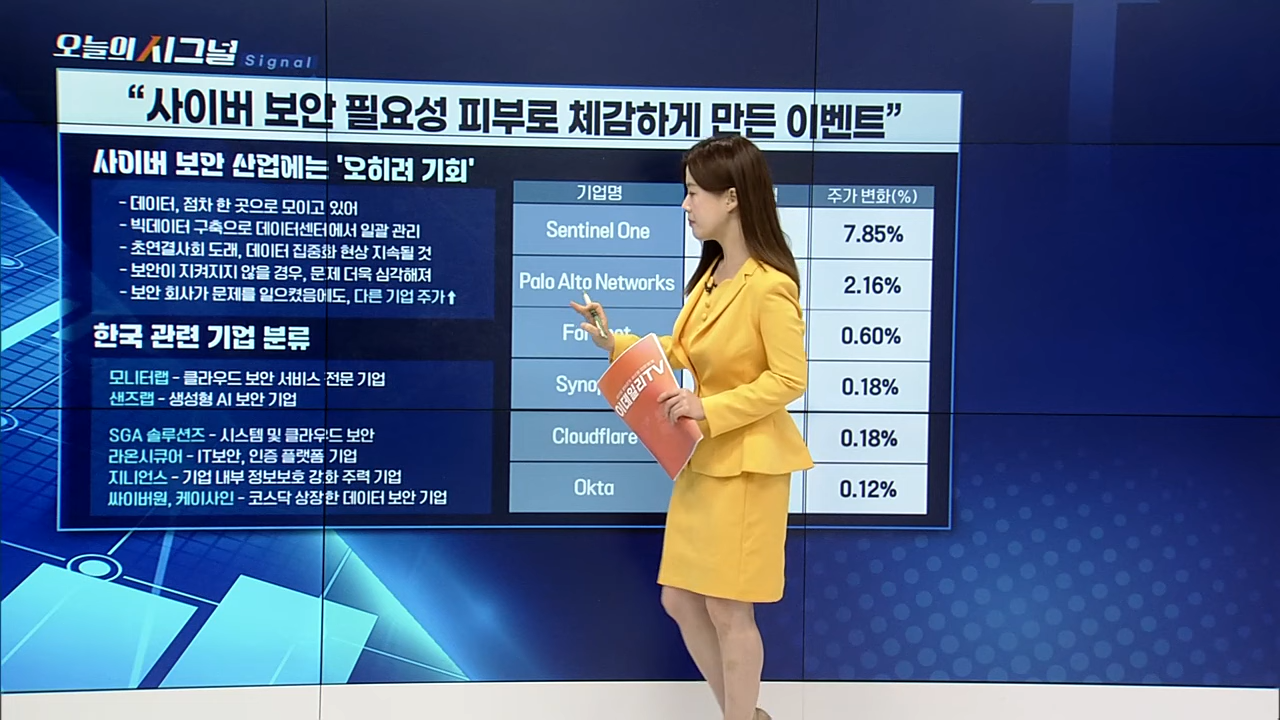 오늘의 시그널 Signal
“사이버 보안 필요성 피부로 체감하게 만든 이벤트”
사이버 보안 산업에는 '오히려 기회'
- 데이터, 점차 한 곳으로 모이고 있어
- 빅데이터 구축으로 데이터센터에서 일괄 관리
- 초연결사회 도래, 데이터 집중화 현상 지속될 것
- 보안이 지켜지지 않을 경우, 문제 더욱 심각해져
- 보안 회사가 문제를 일으켰음에도, 다른 기업 주가⬆
한국 관련 기업 분류
모니터랩 - 클라우드 보안 서비스 전문 기업
샌즈랩 - 생성형 AI 보안 기업
SGA 솔루션즈 - 시스템 및 클라우드 보안
라온시큐어 - IT보안, 인증 플랫폼 기업
지니언스 - 기업 내부 정보보호 강화 주력 기업
싸이버원, 케이사인 - 코스닥 상장한 데이터 보안 기업
기업명 주가 변화(%)
Sentinel One 7.85%
Palo Alto Networks 2.16%
0.60%
0.18%
Cloudflare 0.18%
Okta 0.12%
이데일리TV